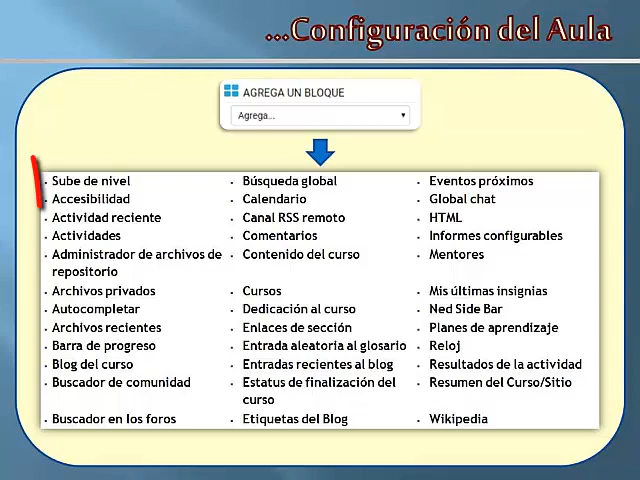 ...Configuración del Aula
AGREGA UN BLOQUE
Agrega...
Sube de nivel
Accesibilidad
Actividad reciente
Actividades
Administrador de archivos de
repositorio
Archivos privados
Autocompletar
Archivos recientes
Barra de progreso
Blog del curso
Buscador de comunidad
Buscador en los foros
Búsqueda global
Calendario
Canal RSS remoto
Comentarios
Contenido del curso
Cursos
Dedicación al curso
Enlaces de sección
Entrada aleatoria al glosario
Entradas recientes al blog
Estatus de finalización del
curso
Etiquetas del Blog
Eventos próximos
Global chat
HTML
Informes configurables
Mentores
Mis últimas insignias
Ned Side Bar
Planes de aprendizaje
Reloj
Resultados de la actividad
Resumen del Curso/Sitio
Wikipedia